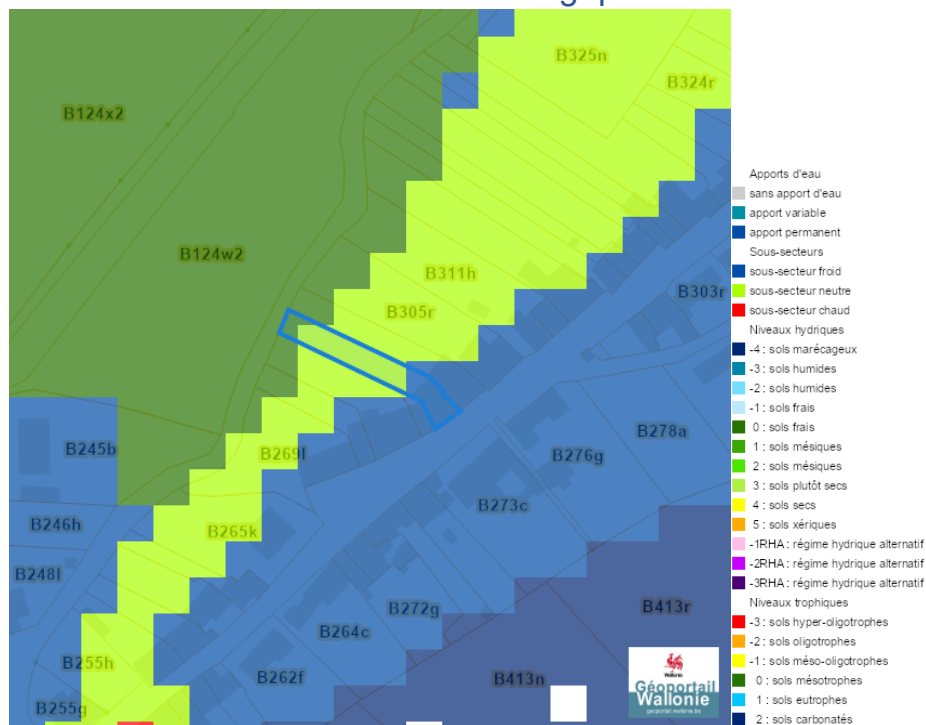 B325n
B324r
B124x2
B124w2
B311h
B303r
B305r
B245b
B269l
B278a
B276g
B246h
B265k
B273c
B248l
B272g
B413r
B264c
B255h
B262f
B413n
B255g
Wallonie
Géoportail
Wallonie
geoportail.wallonie.be
Apports d'eau
sans apport d'eau
apport variable
apport permanent
Sous-secteurs
sous-secteur froid
sous-secteur neutre
sous-secteur chaud
Niveaux hydriques
-4 : sols marécageux
-3 : sols humides
-2 : sols humides
-1 : sols frais
0 : sols frais
1 : sols mésiques
2 : sols mésiques
3 : sols plutôt secs
4 : sols secs
5 : sols xériques
-1RHA : régime hydrique alternatif
-2RHA : régime hydrique alternatif
-3RHA : régime hydrique alternatif
Niveaux trophiques
-3 : sols hyper-oligotrophes
-2 : sols oligotrophes
-1 : sols méso-oligotrophes
0 : sols mésotrophes
1 : sols eutrophes
2 : sols carbonatés